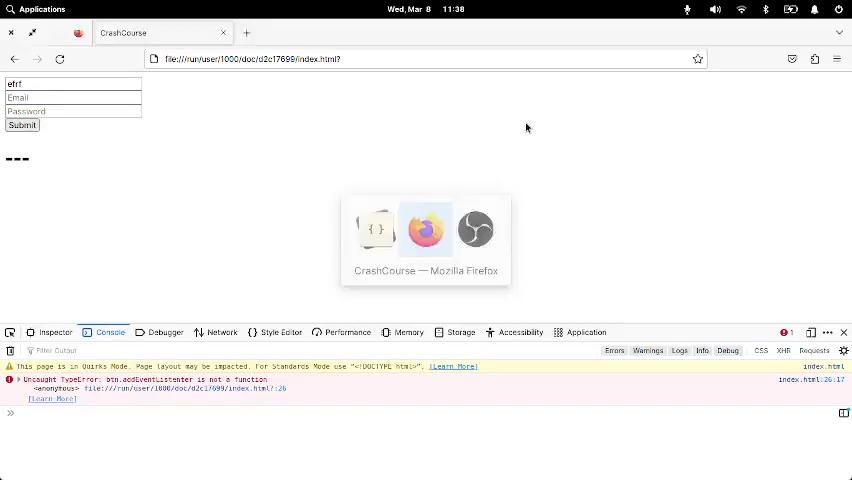 Applications
Wed, Mar 8 11:38
CrashCourse
file:///run/user/1000/doc/d2c17699/index.html?
efrf
Email
Password
Submit
---
{ }
CrashCourse — Mozilla Firefox
Inspector Console Debugger Network Style Editor Performance Memory Storage Accessibility Application 1
Filter Output Errors Warnings Logs Info Debug CSS XHR Requests
This page is in Quirks Mode. Page layout may be impacted. For Standards Mode use “<!DOCTYPE html>”. [Learn More] index.html
Uncaught TypeError: btn.addEventListenter is not a function index.html:26:17
<anonymous> file:///run/user/1000/doc/d2c17699/index.html?:26
[Learn More]